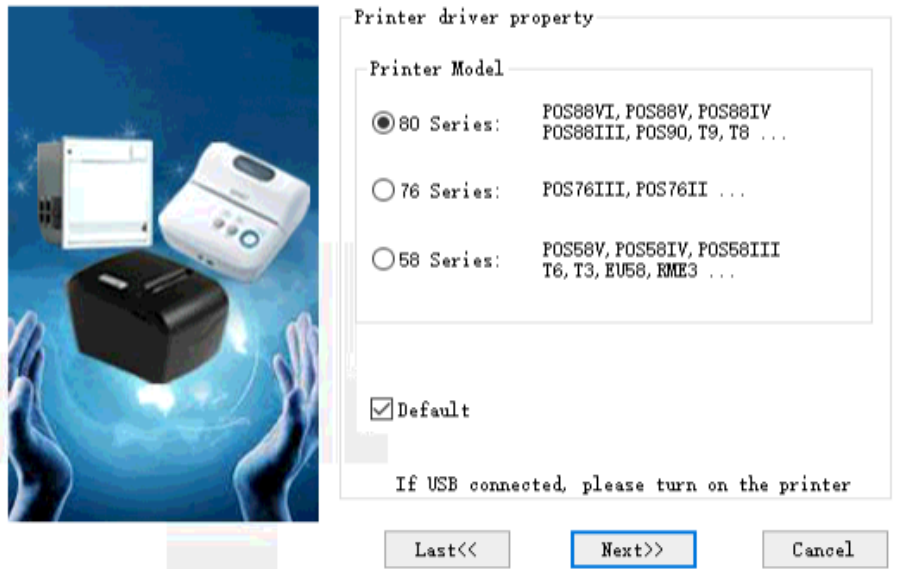 Printer driver property
Printer Model
80 Series: POS88VI, POS88V, POS88IV
POS88III, POS90, T9, T8 ...
76 Series: POS76III, POS76II ...
58 Series: POS58V, POS58IV, POS58III
T6, T3, EU58, RME3 ...
Default
If USB connected, please turn on the printer
Last<< Next>> Cancel